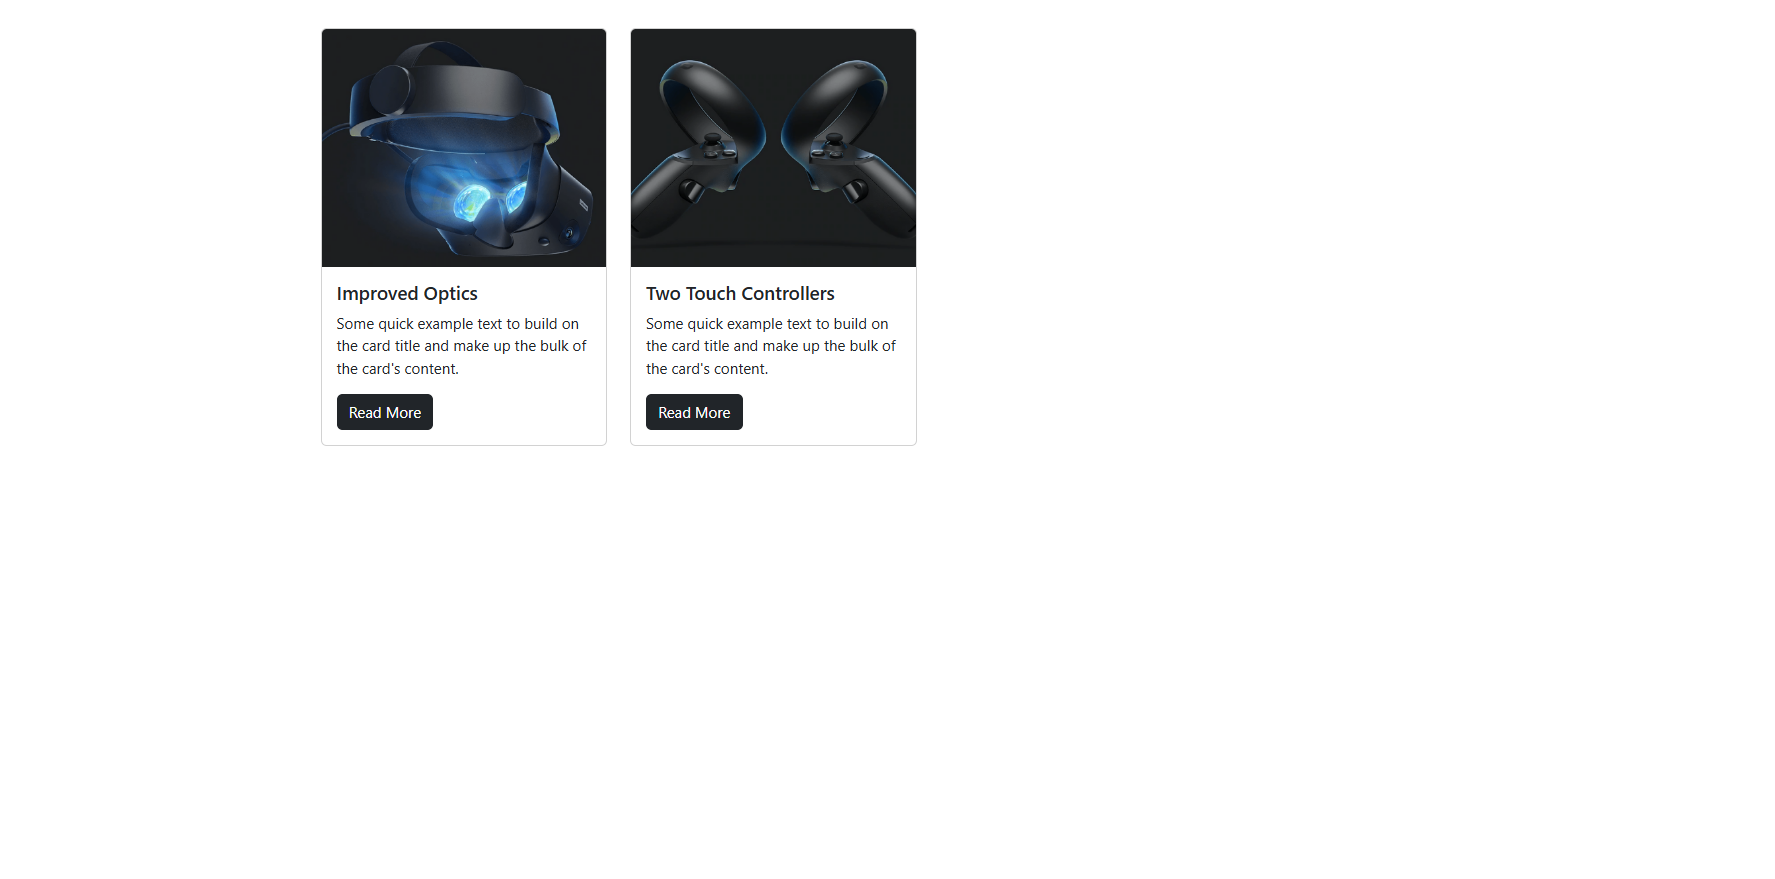 Improved Optics
Some quick example text to build on
the card title and make up the bulk of
the card's content.
Read More
Two Touch Controllers
Some quick example text to build on
the card title and make up the bulk of
the card's content.
Read More